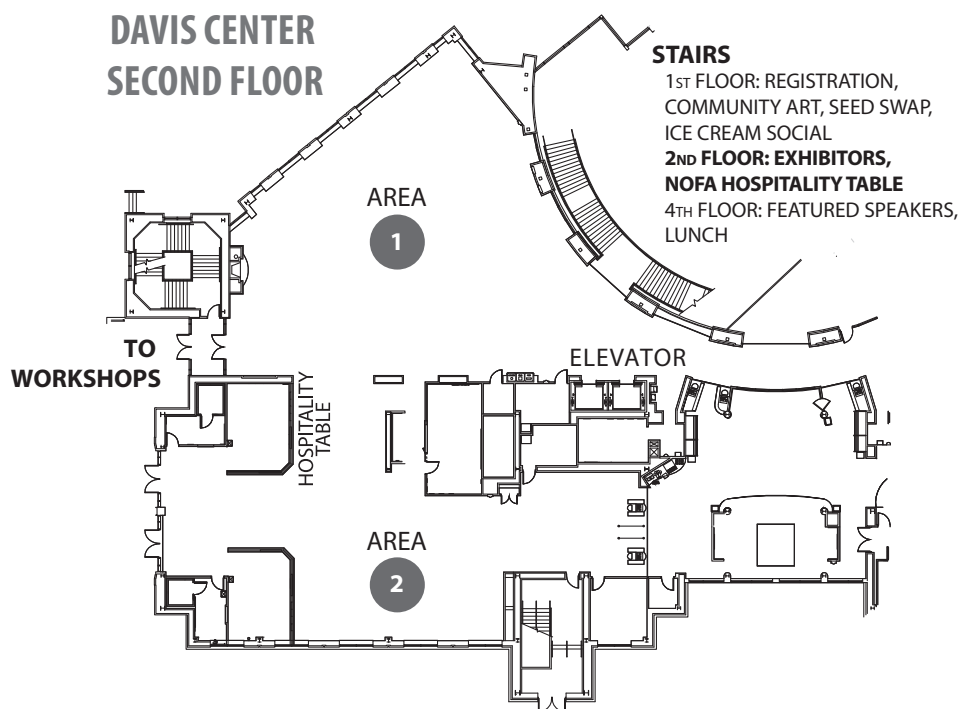 DAVIS CENTER
SECOND FLOOR
STAIRS
1ST FLOOR: REGISTRATION,
COMMUNITY ART, SEED SWAP,
ICE CREAM SOCIAL
2ND FLOOR: EXHIBITORS,
NOFA HOSPITALITY TABLE
4TH FLOOR: FEATURED SPEAKERS,
LUNCH
AREA
1
TO
WORKSHOPS
ELEVATOR
HOSPITALITY
TABLE
AREA
2